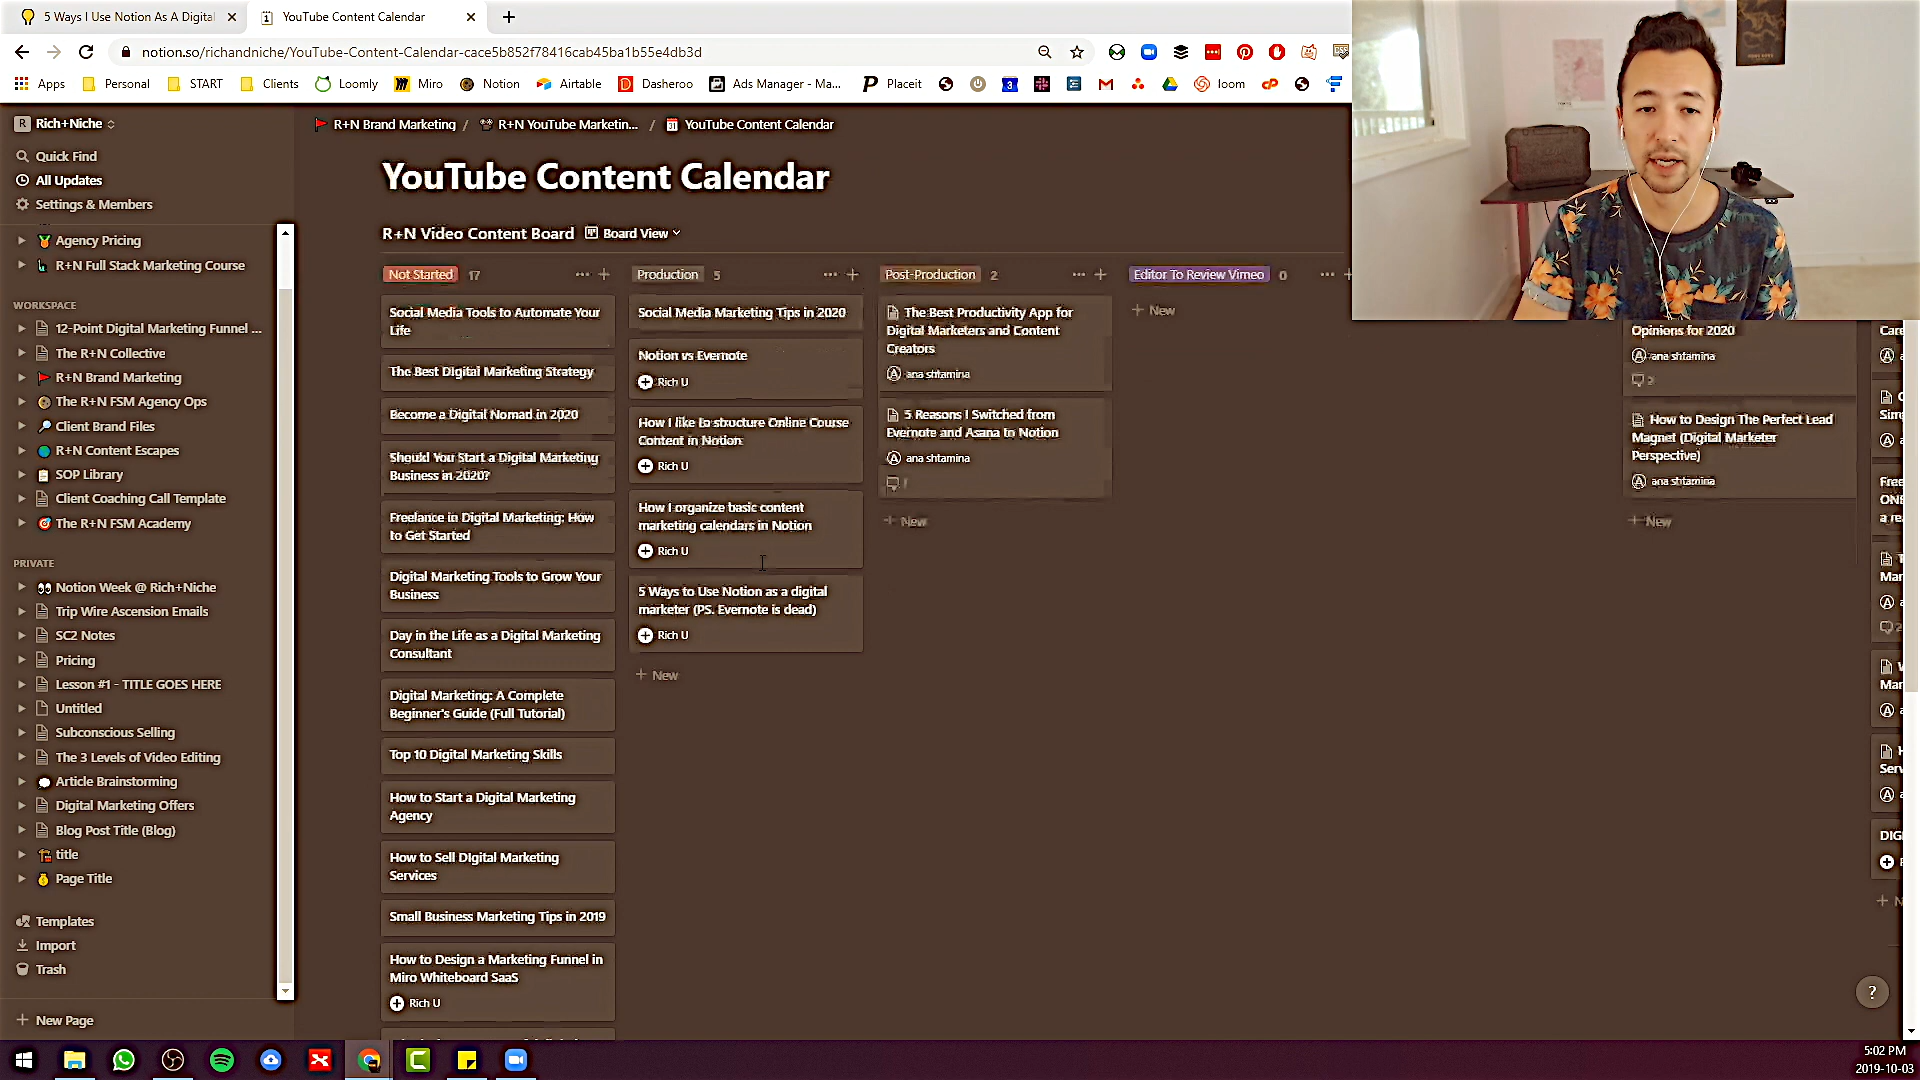 5 Ways I Use Notion As A Digital
YouTube Content Calendar
notion.so/richandniche/YouTube-Content-Calendar-cace5b852f78416cab45ba1b55e4db3d
Apps
Personal
START
Clients
Loomly
Miro
Notion
Airtable
Dasheroo
Ads Manager - Ma...
Placeit
loom
R Rich+Niche
Quick Find
All Updates
Settings & Members
Agency Pricing
R+N Full Stack Marketing Course
WORKSPACE
12-Point Digital Marketing Funnel ...
The R+N Collective
R+N Brand Marketing
The R+N FSM Agency Ops
Client Brand Files
R+N Content Escapes
SOP Library
Client Coaching Call Template
The R+N FSM Academy
PRIVATE
Notion Week @ Rich+Niche
Trip Wire Ascension Emails
SC2 Notes
Pricing
Lesson #1 - TITLE GOES HERE
Untitled
Subconscious Selling
The 3 Levels of Video Editing
Article Brainstorming
Digital Marketing Offers
Blog Post Title (Blog)
title
Page Title
Templates
Import
Trash
+ New Page
R+N Brand Marketing / R+N YouTube Marketin... / YouTube Content Calendar
YouTube Content Calendar
R+N Video Content Board Board View
Not Started 17
Social Media Tools to Automate Your
Life
The Best Digital Marketing Strategy
Become a Digital Nomad in 2020
Should You Start a Digital Marketing
Business in 2020?
Freelance in Digital Marketing: How
to Get Started
Digital Marketing Tools to Grow Your
Business
Day in the Life as a Digital Marketing
Consultant
Digital Marketing: A Complete
Beginner's Guide (Full Tutorial)
Top 10 Digital Marketing Skills
How to Start a Digital Marketing
Agency
How to Sell Digital Marketing
Services
Small Business Marketing Tips in 2019
How to Design a Marketing Funnel in
Miro Whiteboard SaaS
Rich U
Production 5
Social Media Marketing Tips in 2020
Notion vs Evernote
Rich U
How I like to structure Online Course
Content in Notion
Rich U
How I organize basic content
marketing calendars in Notion
Rich U
5 Ways to Use Notion as a digital
marketer (PS. Evernote is dead)
Rich U
+ New
Post-Production 2
The Best Productivity App for
Digital Marketers and Content
Creators
ana shtamina
5 Reasons I Switched from
Evernote and Asana to Notion
ana shtamina
+ New
Editor To Review Vimeo 0
+ New
Opinions for 2020
ana shtamina
How to Design The Perfect Lead
Magnet (Digital Marketer
Perspective)
ana shtamina
+ New
?
5:02 PM
2019-10-03